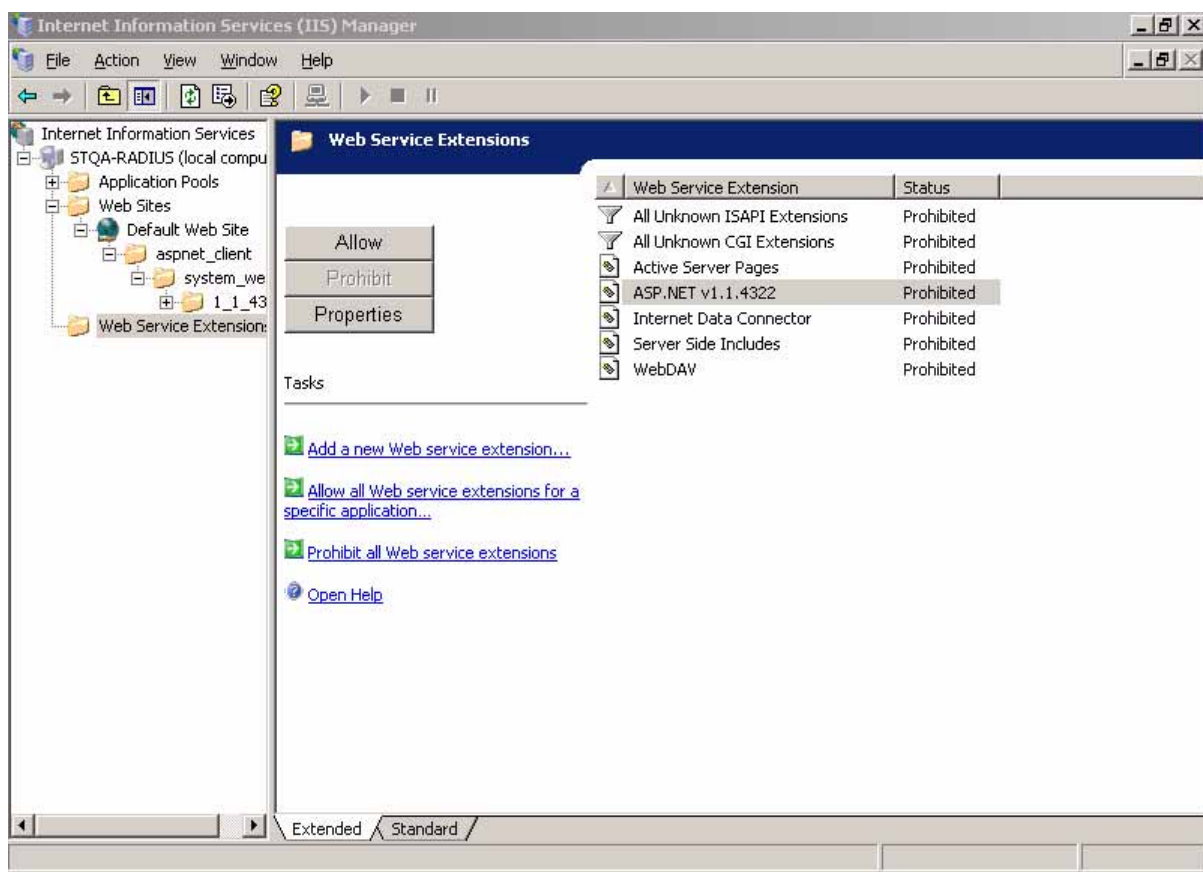 Internet Information Services (IIS) Manager
File Action View Window Help
Internet Information Services
STQA-RADIUS (local compu
Application Pools
Web Sites
Default Web Site
aspnet_client
system_we
1_1_43
Web Service Extension
Web Service Extensions
Allow
Prohibit
Properties
Tasks
Add a new Web service extension...
Allow all Web service extensions for a
specific application...
Prohibit all Web service extensions
Open Help
Web Service Extension Status
All Unknown ISAPI Extensions Prohibited
All Unknown CGI Extensions Prohibited
Active Server Pages Prohibited
ASP.NET v1.1.4322 Prohibited
Internet Data Connector Prohibited
Server Side Includes Prohibited
WebDAV Prohibited
Extended Standard